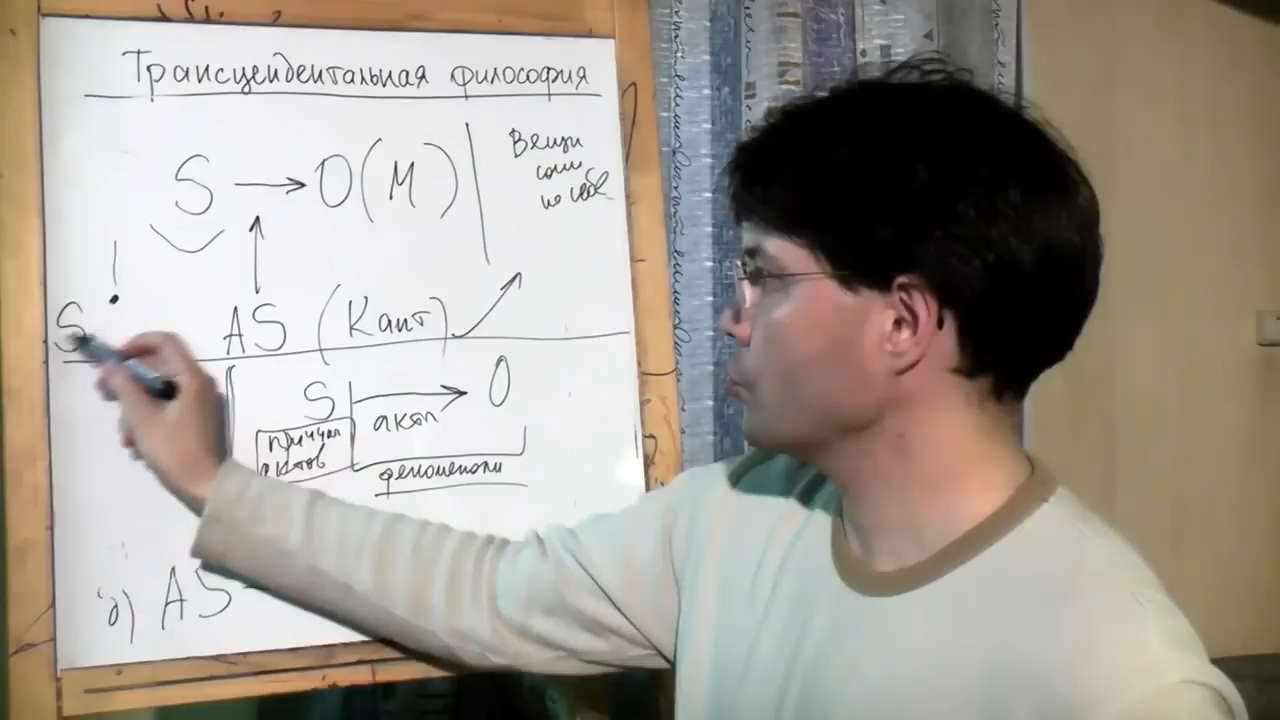 Трансцендентальная философия
S → O (M)
Вещи
сами
по себе
!
S
AS (Кант)
S → O
акт
причина
актов
феномены
д) AS